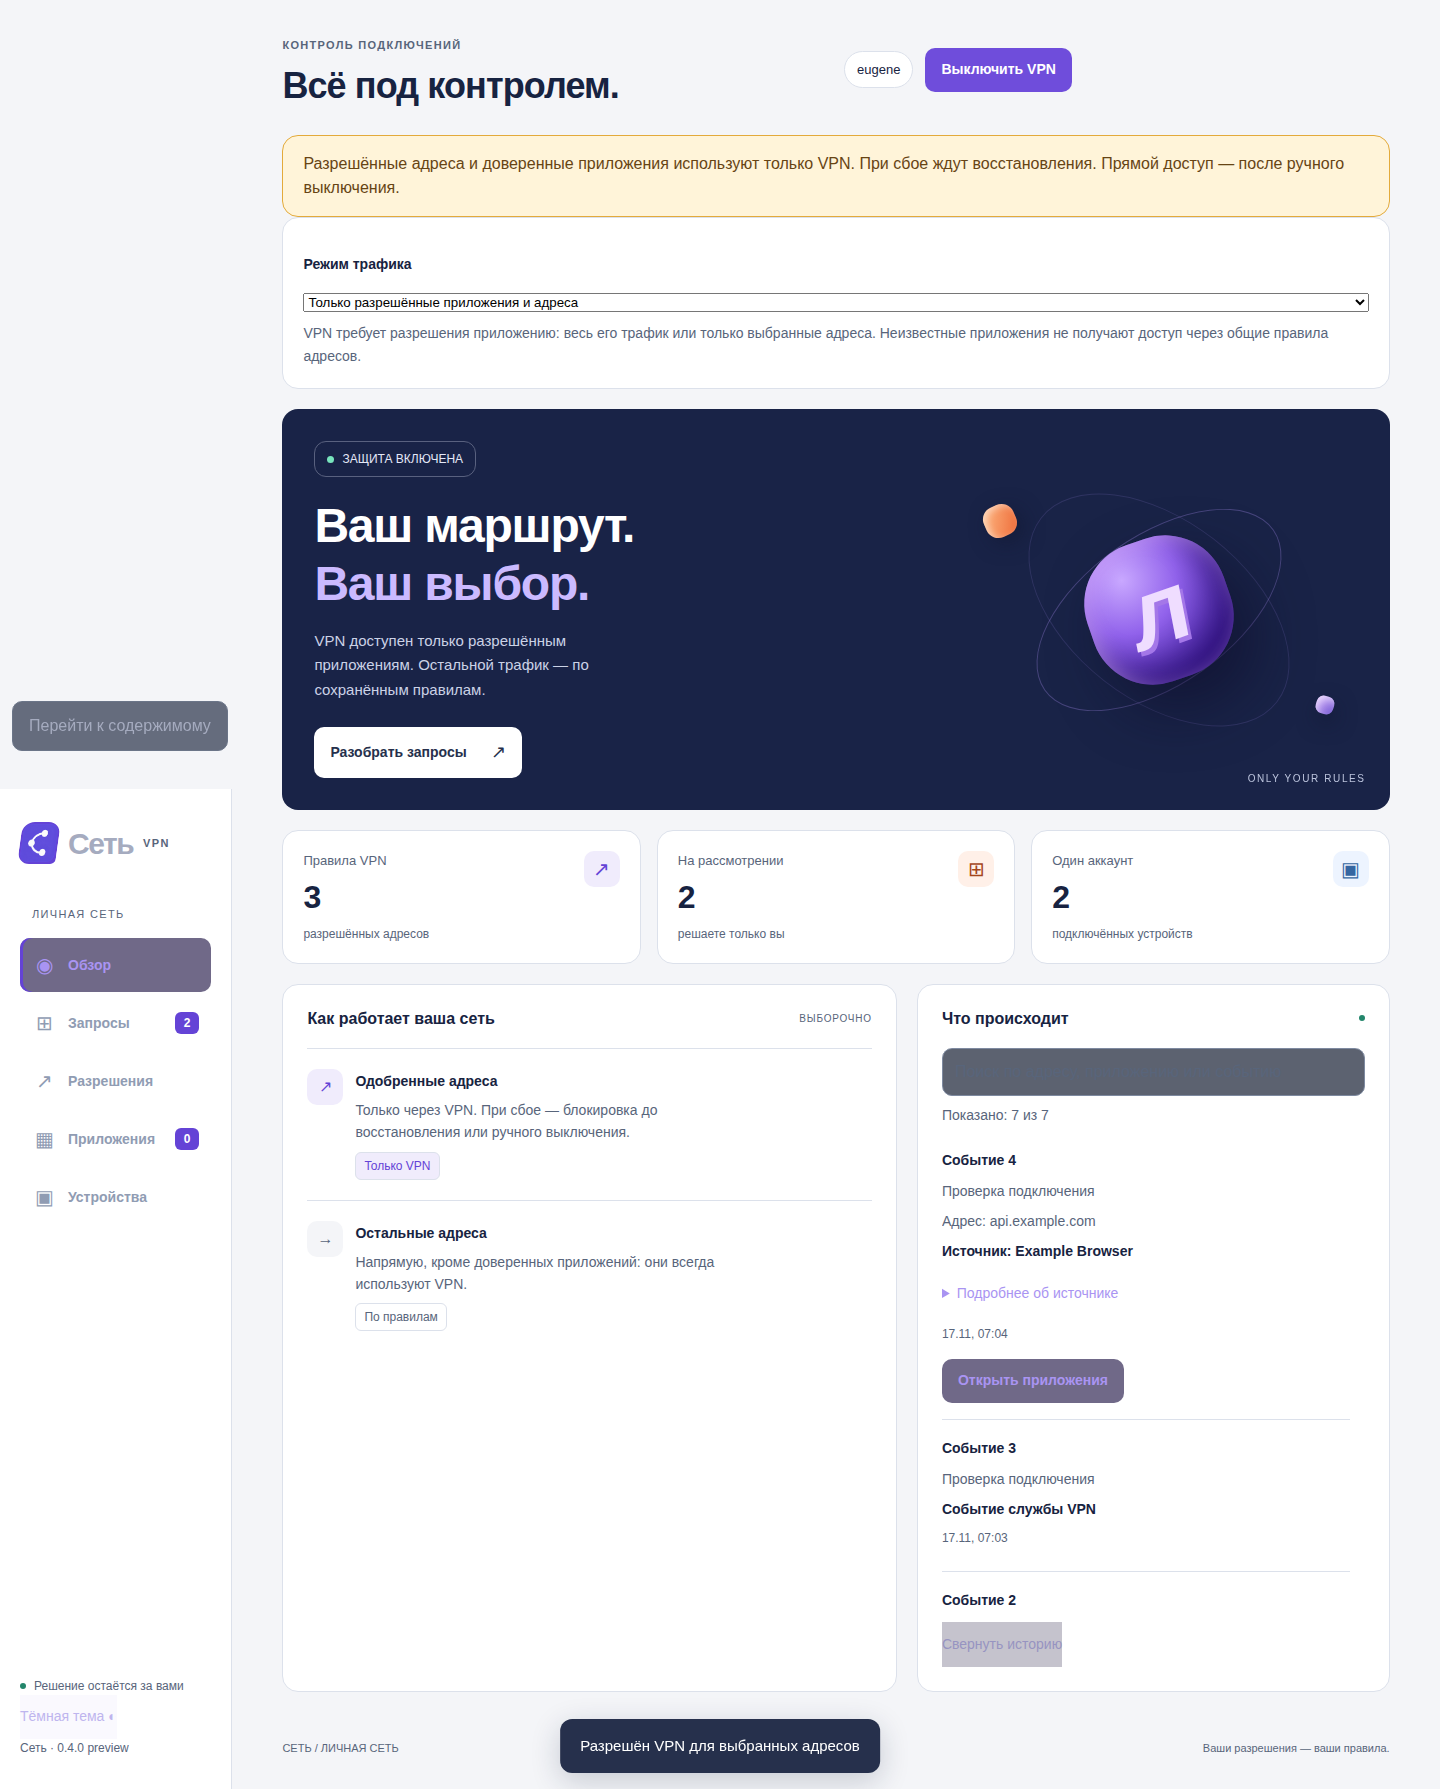 КОНТРОЛЬ ПОДКЛЮЧЕНИЙ
Всё под контролем.
eugene
Выключить VPN
Разрешённые адреса и доверенные приложения используют только VPN. При сбое ждут восстановления. Прямой доступ — после ручного
выключения.
Режим трафика
Только разрешённые приложения и адреса
VPN требует разрешения приложению: весь его трафик или только выбранные адреса. Неизвестные приложения не получают доступ через общие правила
адресов.
ЗАЩИТА ВКЛЮЧЕНА
Ваш маршрут.
Ваш выбор.
VPN доступен только разрешённым
приложениям. Остальной трафик — по
сохранённым правилам.
Разобрать запросы ↗
Л
ONLY YOUR RULES
Перейти к содержимому
Сеть VPN
ЛИЧНАЯ СЕТЬ
Обзор
Запросы 2
Разрешения
Приложения 0
Устройства
Решение остаётся за вами
Тёмная тема
Сеть · 0.4.0 preview
Правила VPN
3
разрешённых адресов
На рассмотрении
2
решаете только вы
Один аккаунт
2
подключённых устройств
Как работает ваша сеть
ВЫБОРОЧНО
Одобренные адреса
Только через VPN. При сбое — блокировка до
восстановления или ручного выключения.
Только VPN
Остальные адреса
Напрямую, кроме доверенных приложений: они всегда
используют VPN.
По правилам
Что происходит
Показано: 7 из 7
Событие 4
Проверка подключения
Адрес: api.example.com
Источник: Example Browser
Подробнее об источнике
17.11, 07:04
Открыть приложения
Событие 3
Проверка подключения
Событие службы VPN
17.11, 07:03
Событие 2
Свернуть историю
СЕТЬ / ЛИЧНАЯ СЕТЬ
Разрешён VPN для выбранных адресов
Ваши разрешения — ваши правила.